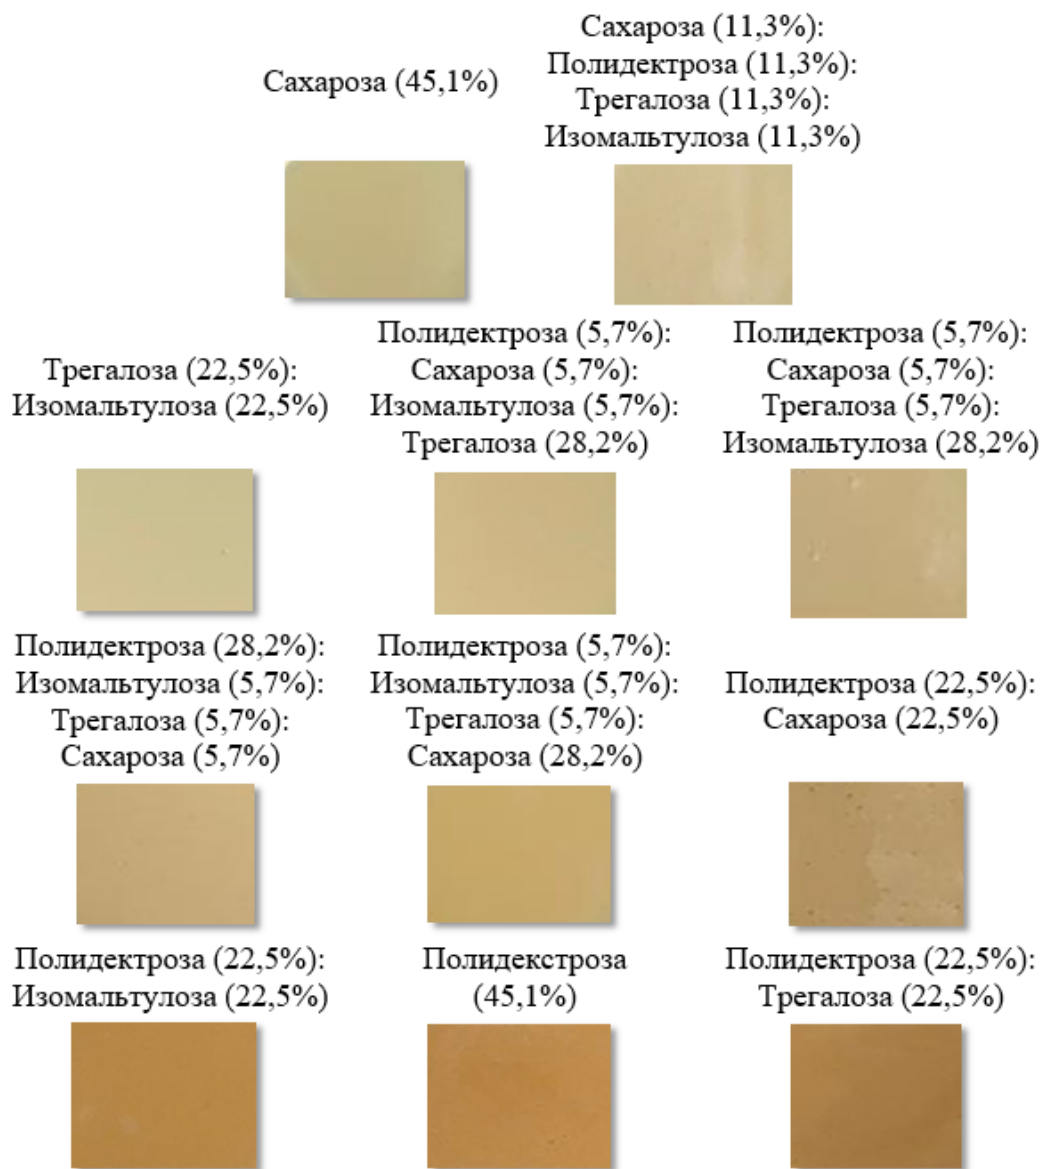 Сахароза (45,1%)
Сахароза (11,3%):
Полидектроза (11,3%):
Трегалоза (11,3%):
Изомальтулоза (11,3%)
Трегалоза (22,5%):
Изомальтулоза (22,5%)
Полидектроза (5,7%):
Сахароза (5,7%):
Изомальтулоза (5,7%):
Трегалоза (28,2%)
Полидектроза (5,7%):
Сахароза (5,7%):
Трегалоза (5,7%):
Изомальтулоза (28,2%)
Полидектроза (28,2%):
Изомальтулоза (5,7%):
Трегалоза (5,7%):
Сахароза (5,7%)
Полидектроза (5,7%):
Изомальтулоза (5,7%):
Трегалоза (5,7%):
Сахароза (28,2%)
Полидектроза (22,5%):
Сахароза (22,5%)
Полидектроза (22,5%):
Изомальтулоза (22,5%)
Полидекстроза
(45,1%)
Полидектроза (22,5%):
Трегалоза (22,5%)